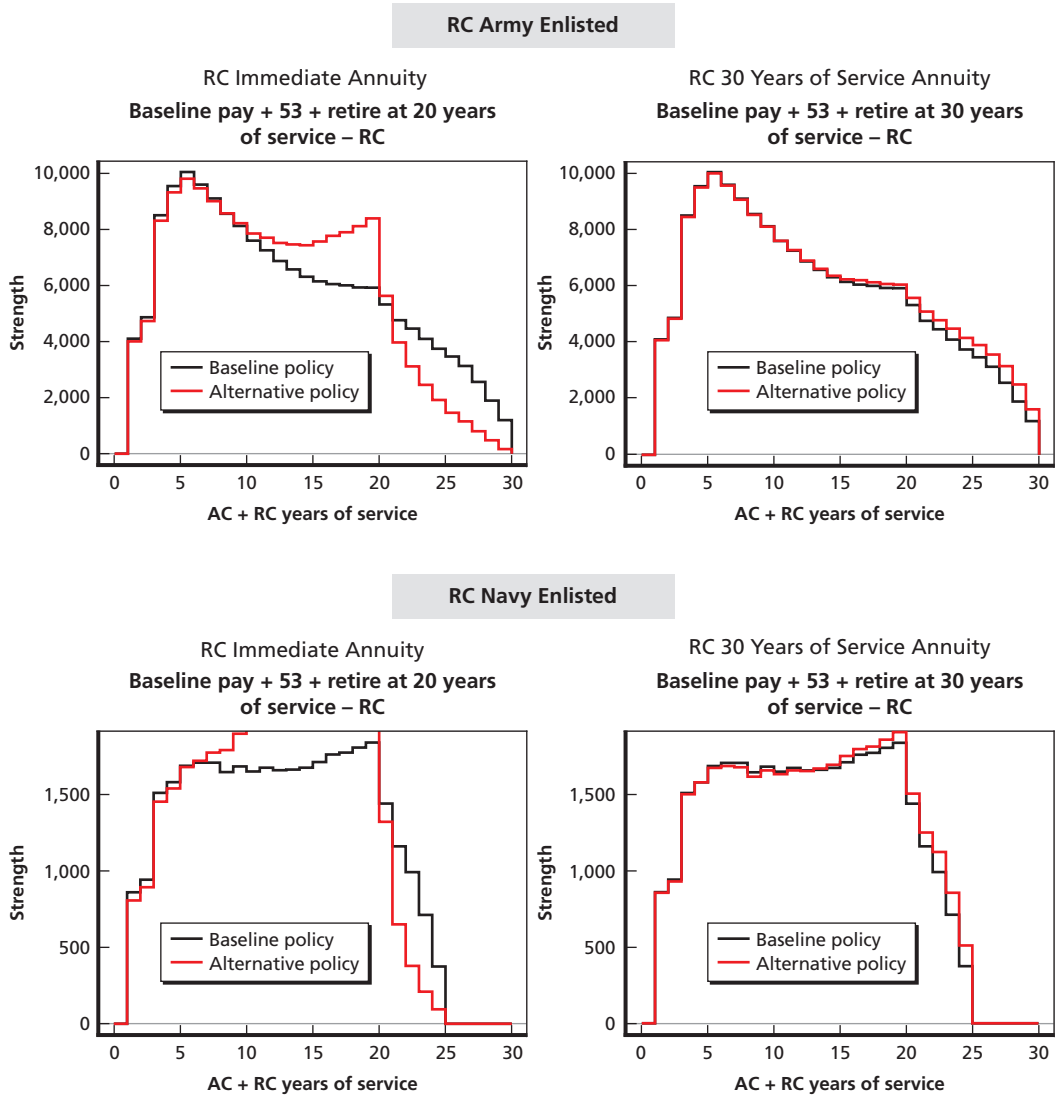 RC Army Enlisted
RC Immediate Annuity
Baseline pay + 53 + retire at 20 years
of service – RC
10,000
8,000
6,000
4,000
2,000
0
Strength
Baseline policy
Alternative policy
0 5 10 15 20 25 30
AC + RC years of service
RC 30 Years of Service Annuity
Baseline pay + 53 + retire at 30 years
of service – RC
10,000
8,000
6,000
4,000
2,000
0
Strength
Baseline policy
Alternative policy
0 5 10 15 20 25 30
AC + RC years of service
RC Navy Enlisted
RC Immediate Annuity
Baseline pay + 53 + retire at 20 years
of service – RC
1,500
1,000
500
0
Strength
Baseline policy
Alternative policy
0 5 10 15 20 25 30
AC + RC years of service
RC 30 Years of Service Annuity
Baseline pay + 53 + retire at 30 years
of service – RC
1,500
1,000
500
0
Strength
Baseline policy
Alternative policy
0 5 10 15 20 25 30
AC + RC years of service